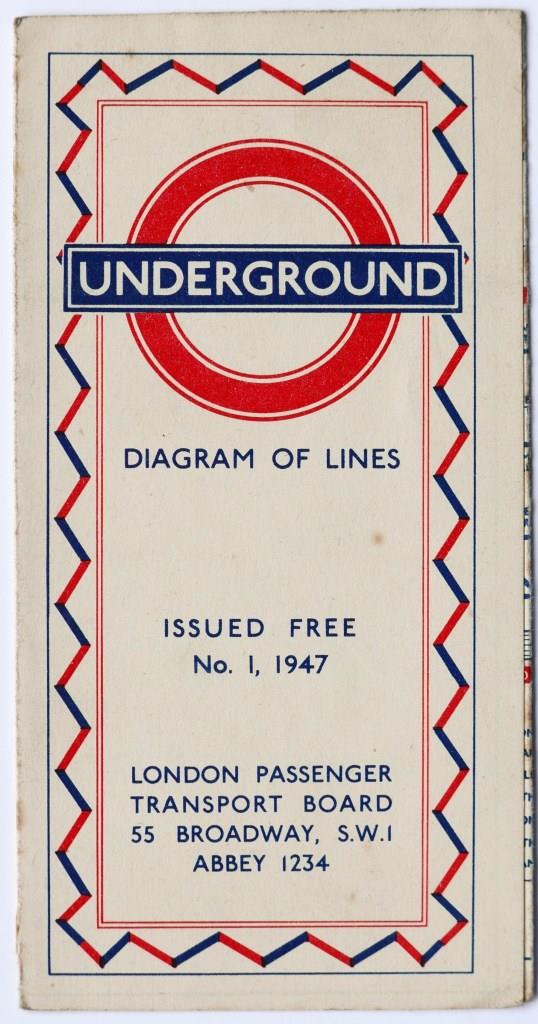 UNDERGROUND
DIAGRAM OF LINES
ISSUED FREE
No. 1, 1947
LONDON PASSENGER
TRANSPORT BOARD
55 BROADWAY, S.W.1
ABBEY 1234